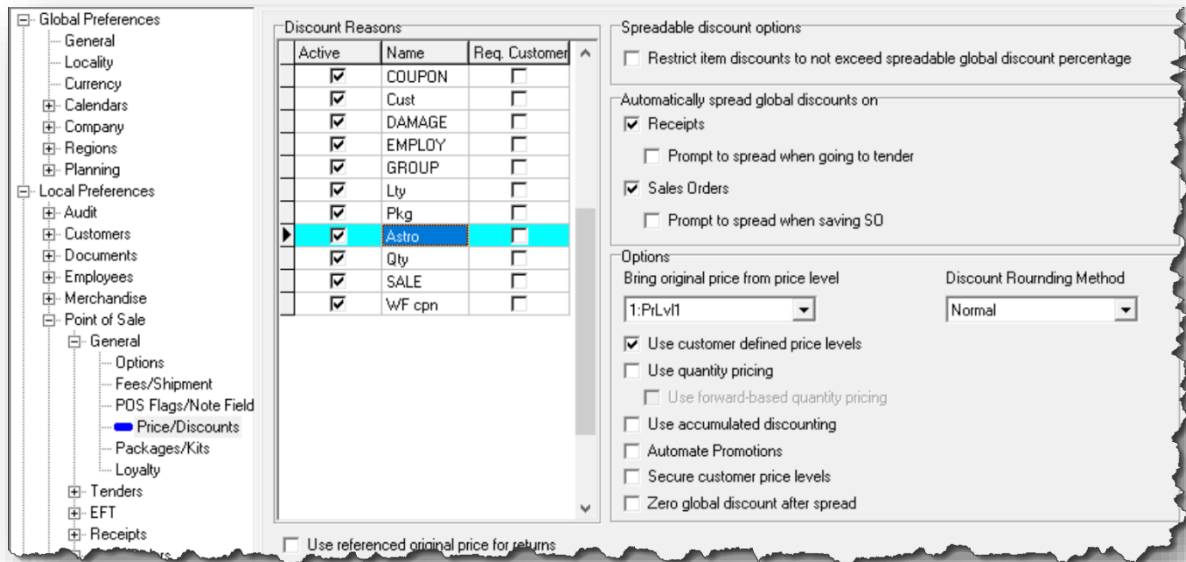 Global Preferences
General
Locality
Currency
Calendars
Company
Regions
Planning
Local Preferences
Audit
Customers
Documents
Employees
Merchandise
Point of Sale
General
Options
Fees/Shipment
POS Flags/Note Field
Price/Discounts
Packages/Kits
Loyalty
Tenders
EFT
Receipts
Discount Reasons
Active Name Req. Customer
COUPON
Cust
DAMAGE
EMPLOY
GROUP
Lty
Pkg
Astro
Qty
SALE
WF cpn
Use referenced original price for returns
Spreadable discount options
Restrict item discounts to not exceed spreadable global discount percentage
Automatically spread global discounts on
Receipts
Prompt to spread when going to tender
Sales Orders
Prompt to spread when saving SO
Options
Bring original price from price level Discount Rournding Method
1:PrLvl1 Normal
Use customer defined price levels
Use quantity pricing
Use forward-based quantity pricing
Use accumulated discounting
Automate Promotions
Secure customer price levels
Zero global discount after spread